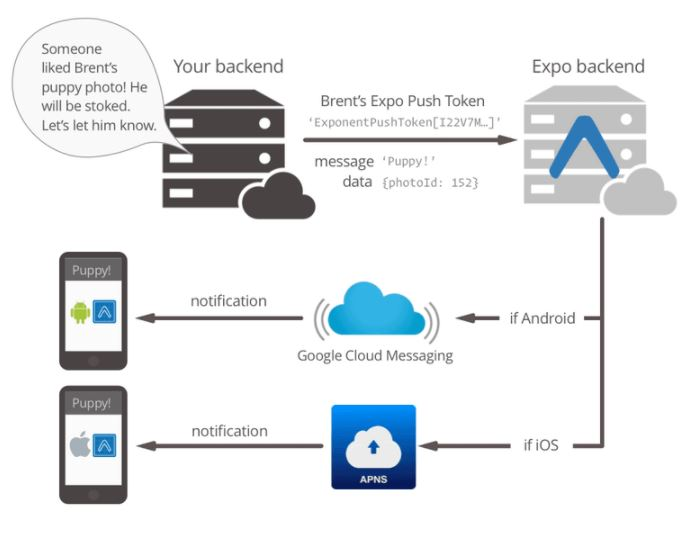 Someone
liked Brent's
puppy photo! He
will be stoked.
Let's let him know.
Your backend
Expo backend
Brent's Expo Push Token
‘ExponentPushToken[I22V7M…]'
message ‘Puppy!'
data {photoId: 152}
Puppy!
notification
Google Cloud Messaging
if Android
Puppy!
notification
APNS
if iOS